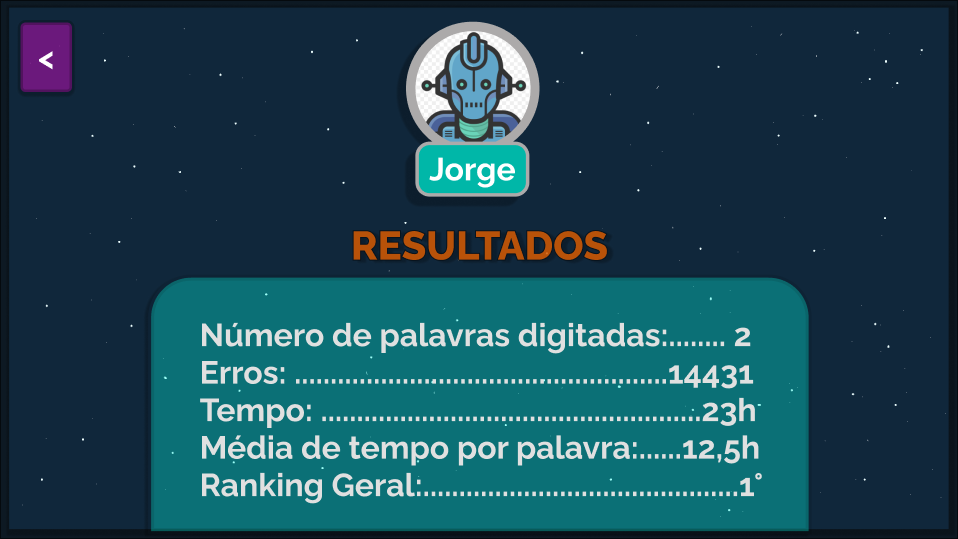 <
Jorge
RESULTADOS
Número de palavras digitadas:........ 2
Erros: ....................................................14431
Tempo: .....................................................23h
Média de tempo por palavra:......12,5h
Ranking Geral:............................................1°